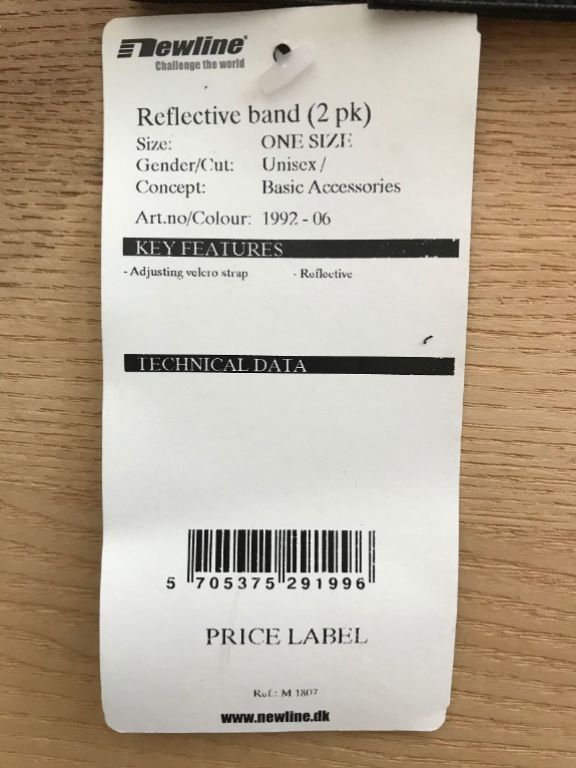 newline
Challenge the world
Reflective band (2 pk)
Size: ONE SIZE
Gender/Cut: Unisex /
Concept: Basic Accessories
Art.no/Colour: 1992 - 06
KEY FEATURES
- Adjusting velcro strap - Reflective
TECHNICAL DATA
5 705375 291996
PRICE LABEL
Ref.: M 1807
www.newline.dk